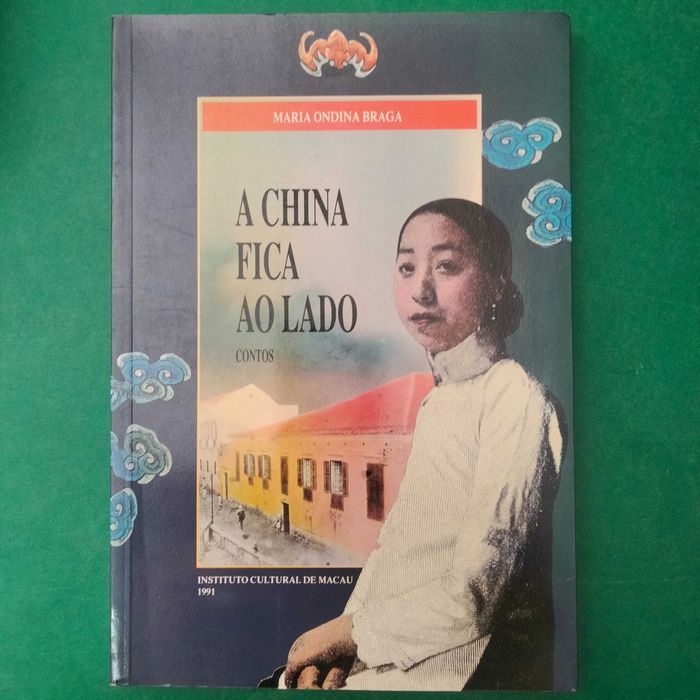 MARIA ONDINA BRAGA
A CHINA
FICA
AO LADO
CONTOS
INSTITUTO CULTURAL DE MACAU
1991